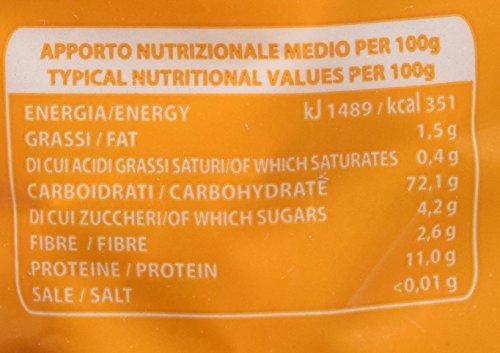 APPORTO NUTRIZIONALE MEDIO PER 100g
TYPICAL NUTRITIONAL VALUES PER 100g
ENERGIA/ENERGY kJ 1489 / kcal 351
GRASSI / FAT 1,5 g
DI CUI ACIDI GRASSI SATURI/OF WHICH SATURATES 0,4 g
CARBOIDRATI / CARBOHYDRATE 72,1 g
DI CUI ZUCCHERI/OF WHICH SUGARS 4,2 g
FIBRE / FIBRE 2,6 g
PROTEINE / PROTEIN 11,0 g
SALE / SALT <0,01 g